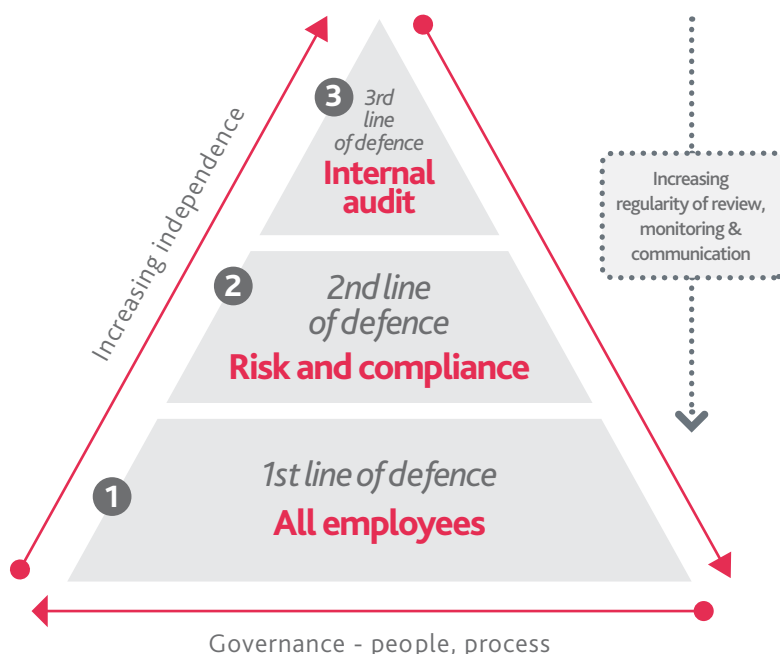 3
3rd
line
of defence
Internal
audit
Increasing independence
Increasing
regularity of review,
monitoring &
communication
2
2nd line
of defence
Risk and compliance
1
1st line of defence
All employees
Governance - people, process